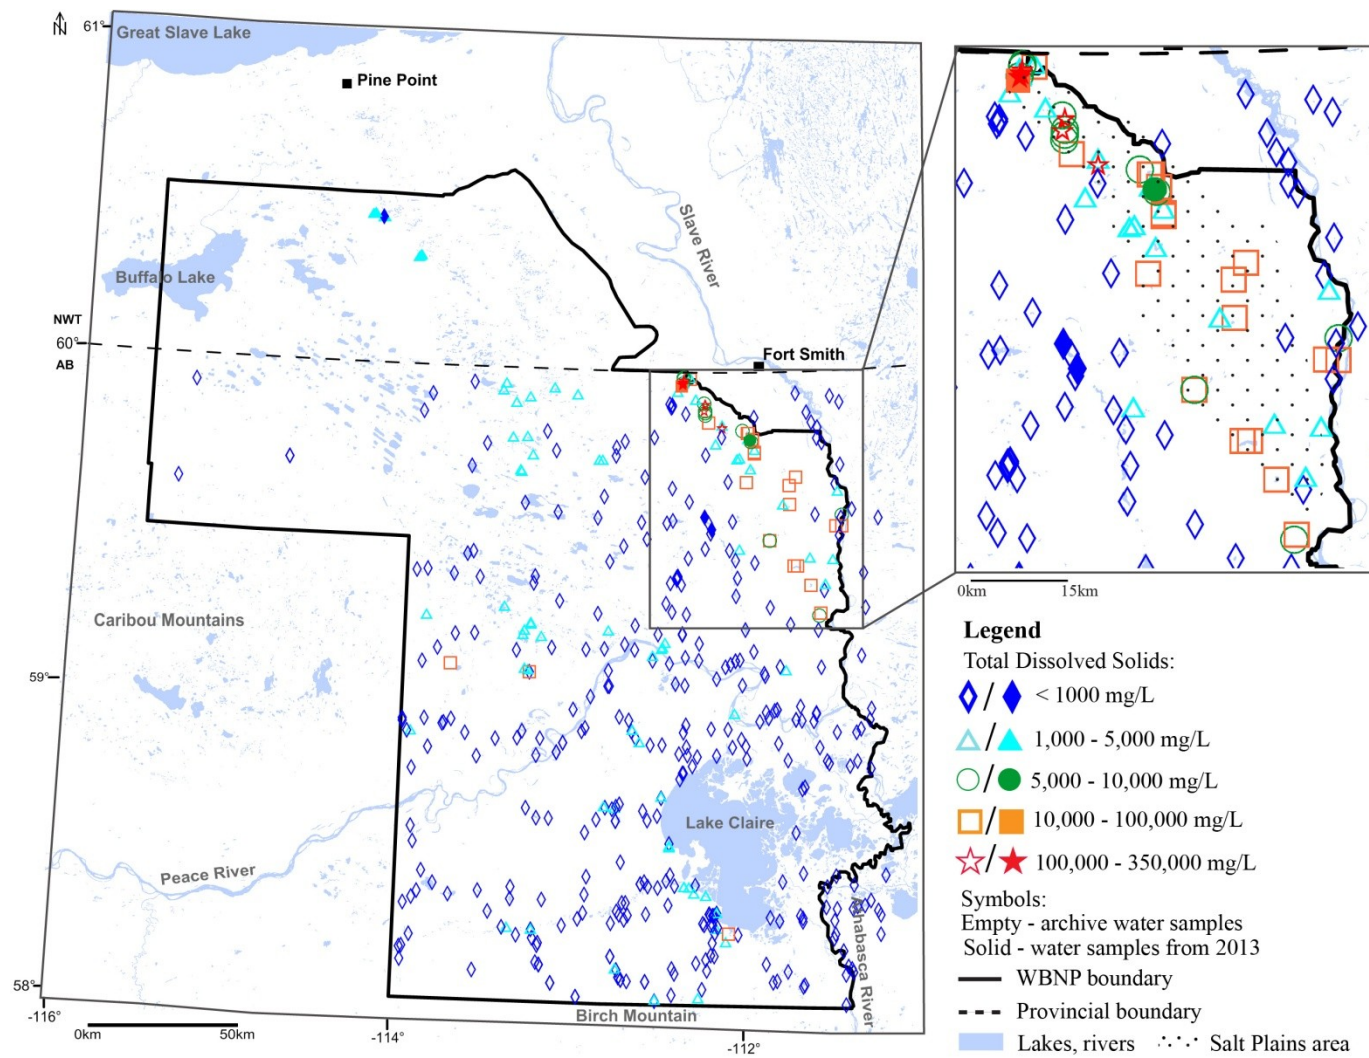 N
61°
Great Slave Lake
Pine Point
Slave River
Buffalo Lake
NWT
60°
AB
Fort Smith
Caribou Mountains
59°
Lake Claire
Peace River
Athabasca River
58°
Birch Mountain
-116°
-114°
-112°
0km
50km
0km
15km
Legend
Total Dissolved Solids:
/ < 1000 mg/L
/ 1,000 - 5,000 mg/L
/ 5,000 - 10,000 mg/L
/ 10,000 - 100,000 mg/L
/ 100,000 - 350,000 mg/L
Symbols:
Empty - archive water samples
Solid - water samples from 2013
WBNP boundary
Provincial boundary
Lakes, rivers Salt Plains area